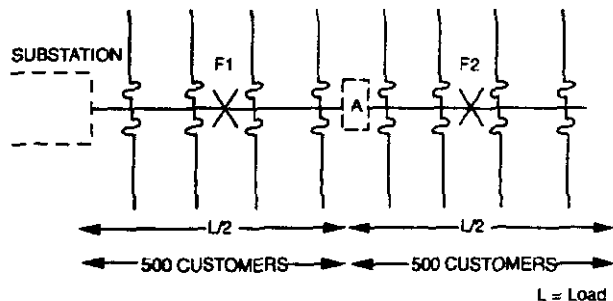 SUBSTATION
F1
F2
A
L/2
L/2
500 CUSTOMERS
500 CUSTOMERS
L = Load